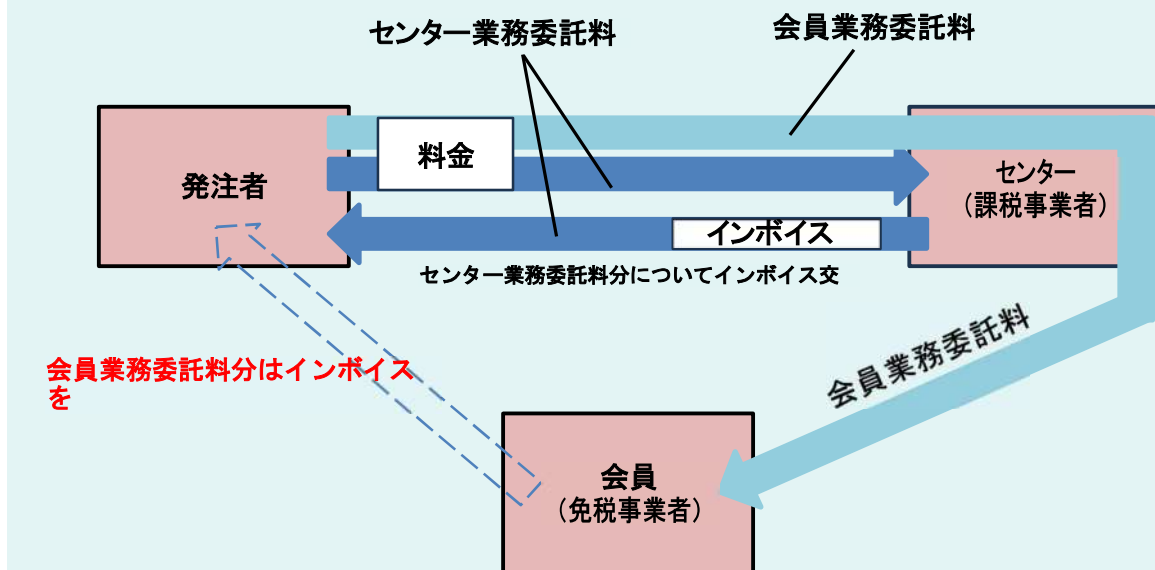 センター業務委託料
会員業務委託料
料金
発注者
センター
（課税事業者）
インボイス
センター業務委託料分についてインボイス交
会員業務委託料
会員業務委託料分はインボイス
を
会員
（免税事業者）